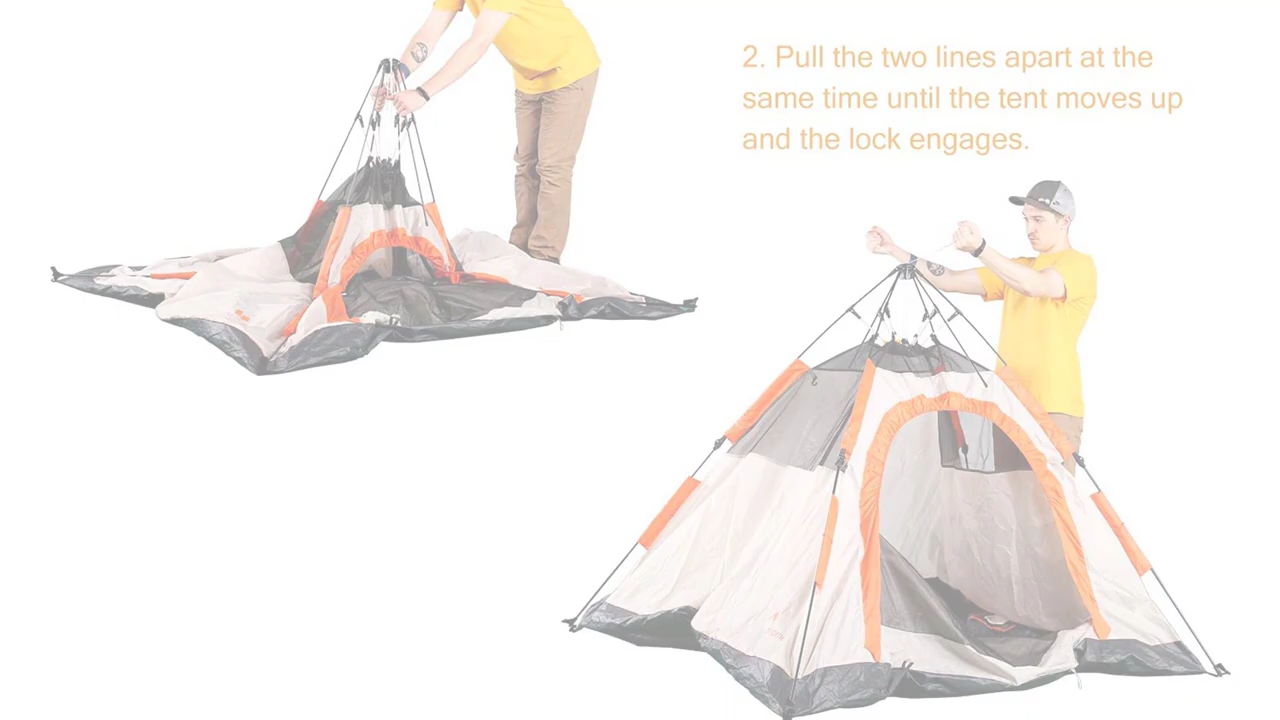 2. Pull the two lines apart at the
same time until the tent moves up
and the lock engages.